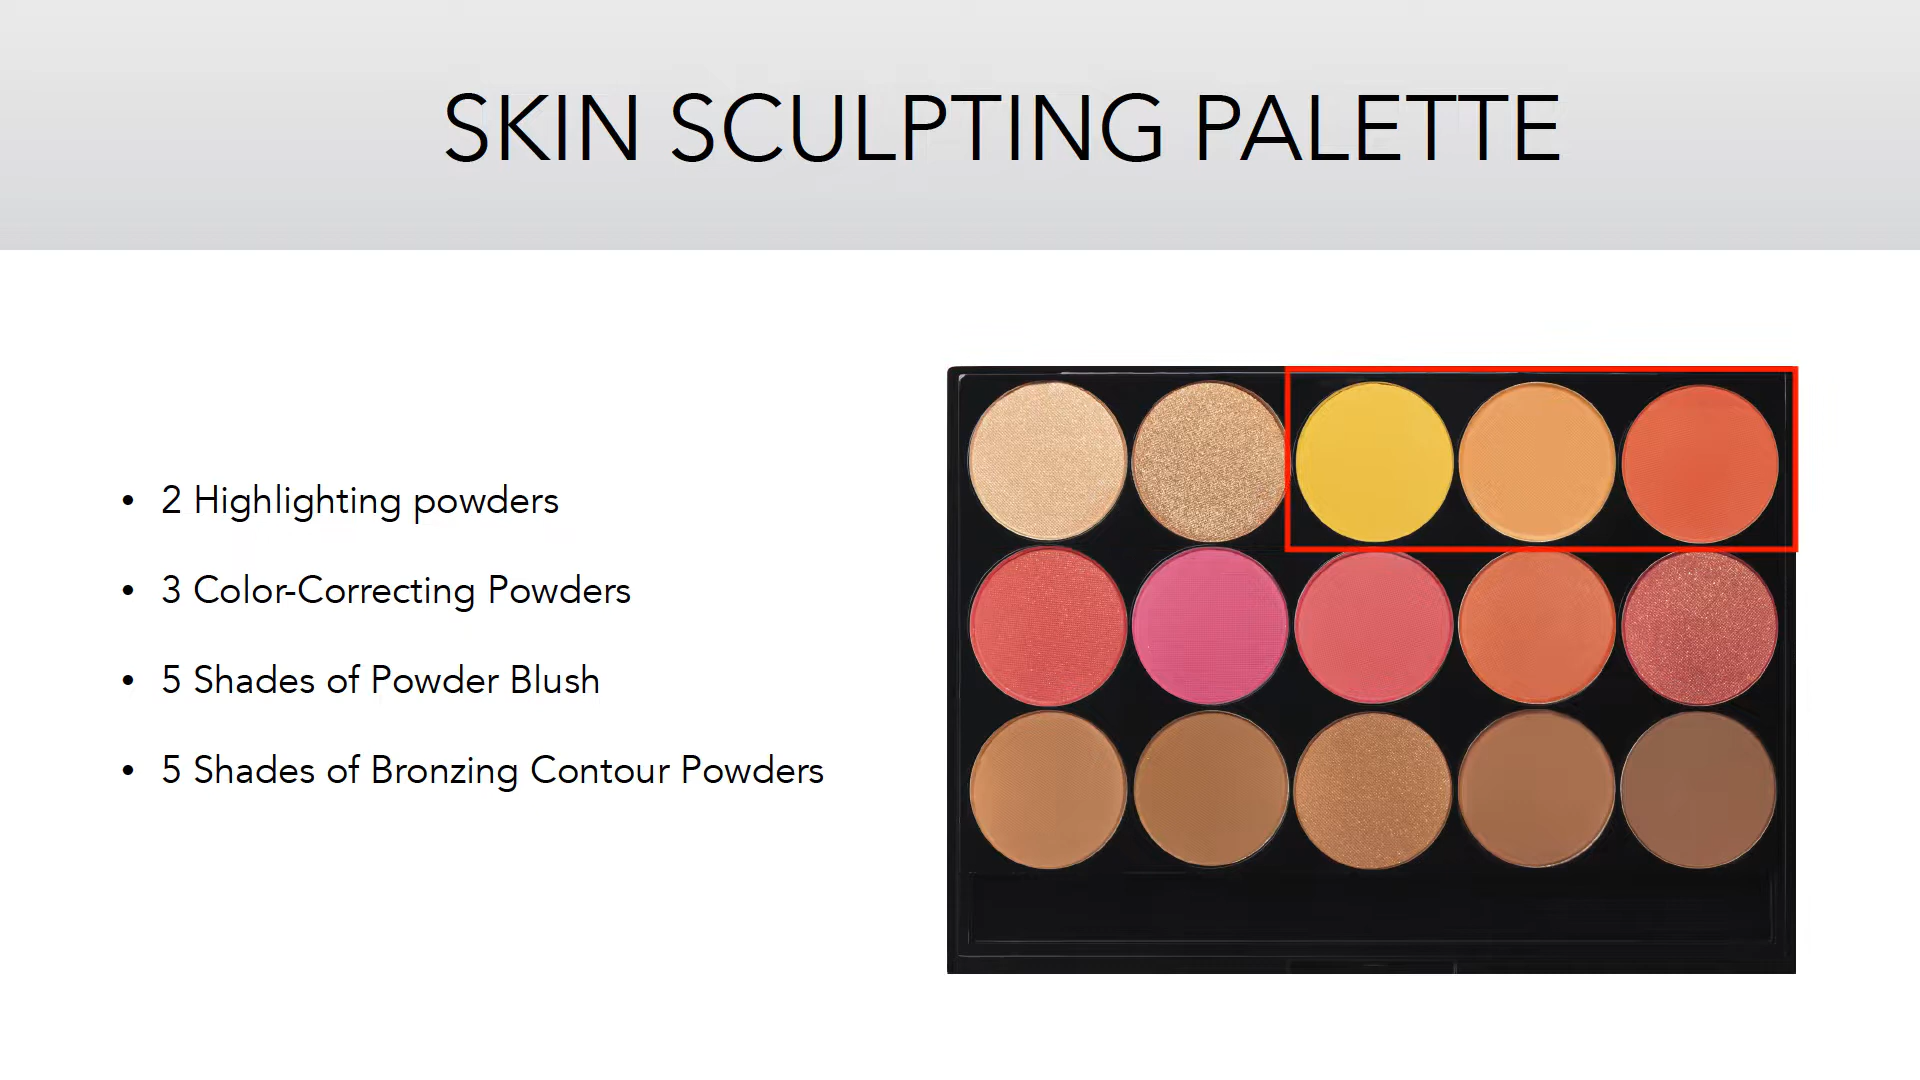 SKIN SCULPTING PALETTE
• 2 Highlighting powders
• 3 Color-Correcting Powders
• 5 Shades of Powder Blush
• 5 Shades of Bronzing Contour Powders